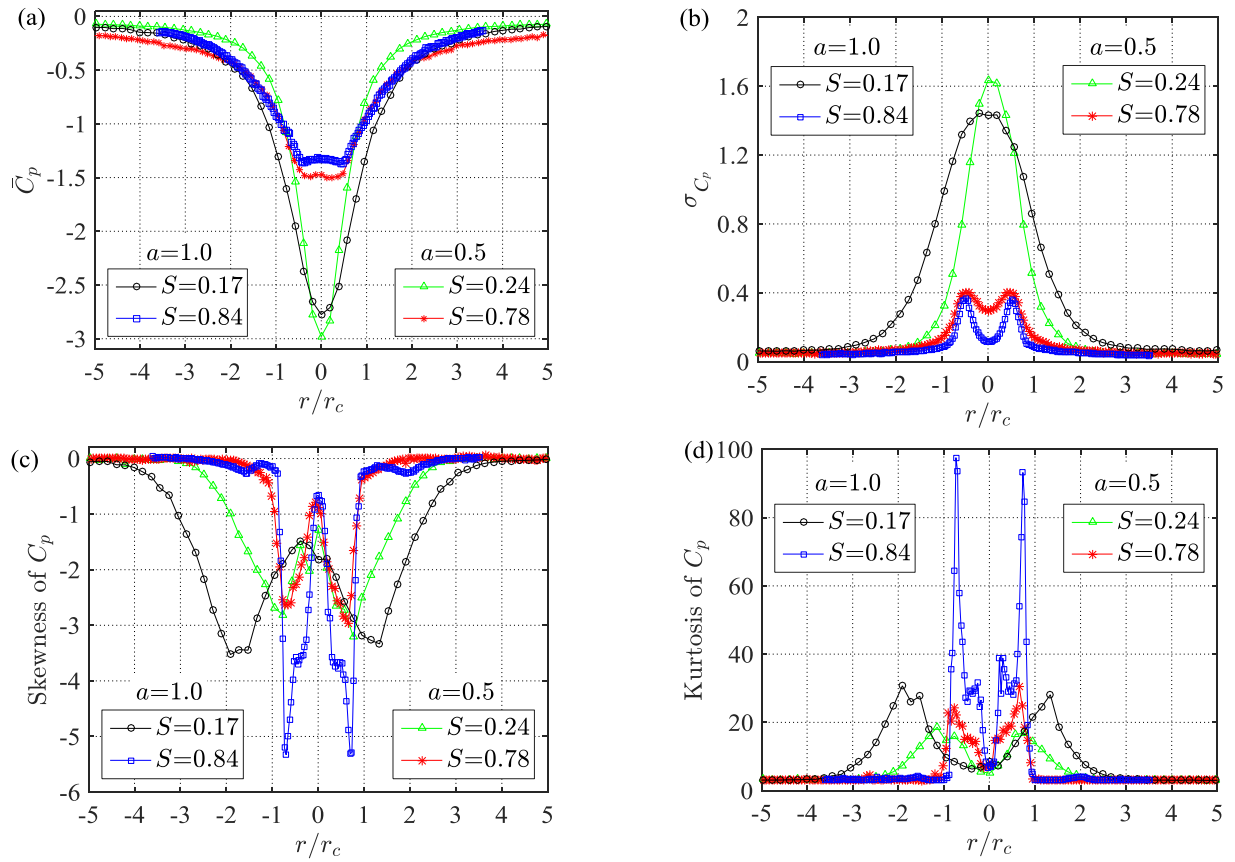 (a)
0
-0.5
-1
-1.5
-2
-2.5
-3
C̄p
a=1.0
S=0.17
S=0.84
a=0.5
S=0.24
S=0.78
-5 -4 -3 -2 -1 0 1 2 3 4 5
r/rc
(b)
2
1.6
1.2
0.8
0.4
0
σCp
a=1.0
S=0.17
S=0.84
a=0.5
S=0.24
S=0.78
-5 -4 -3 -2 -1 0 1 2 3 4 5
r/rc
(c)
0
-1
-2
-3
-4
-5
-6
Skewness of Cp
a=1.0
S=0.17
S=0.84
a=0.5
S=0.24
S=0.78
-5 -4 -3 -2 -1 0 1 2 3 4 5
r/rc
(d)
100
80
60
40
20
0
Kurtosis of Cp
a=1.0
S=0.17
S=0.84
a=0.5
S=0.24
S=0.78
-5 -4 -3 -2 -1 0 1 2 3 4 5
r/rc